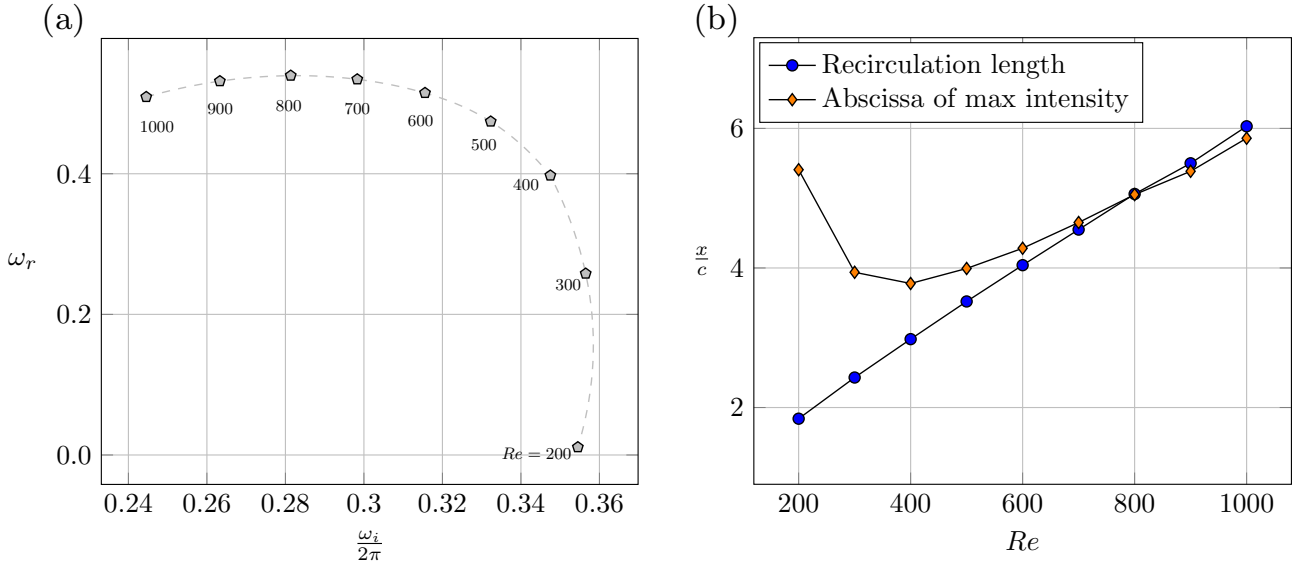 (a)
1000
900
800
700
600
500
400
300
Re = 200
0.4
0.2
0.0
ω_r
0.24 0.26 0.28 0.3 0.32 0.34 0.36
ω_i/2π
(b)
Recirculation length
Abscissa of max intensity
6
4
2
x/c
200 400 600 800 1000
Re